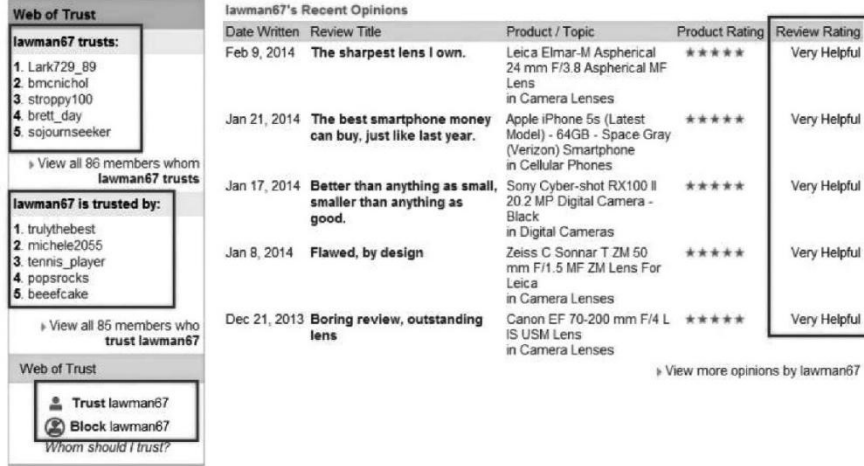 Web of Trust
lawman67 trusts:
1. Lark729_89
2. bmcnichol
3. stroppy100
4. brett_day
5. sojournseeker
View all 86 members whom
lawman67 trusts
lawman67 is trusted by:
1. trulythebest
2. michele2055
3. tennis_player
4. popsrocks
5. beeefcake
View all 85 members who
trust lawman67
Web of Trust
Trust lawman67
Block lawman67
Whom should I trust?
lawman67's Recent Opinions
Date Written Review Title Product / Topic Product Rating Review Rating
Feb 9, 2014 The sharpest lens I own. Leica Elmar-M Aspherical ★★★★★ Very Helpful
24 mm F/3.8 Aspherical MF
Lens
in Camera Lenses
Jan 21, 2014 The best smartphone money Apple iPhone 5s (Latest ★★★★★ Very Helpful
can buy, just like last year. Model) - 64GB - Space Gray
(Verizon) Smartphone
in Cellular Phones
Jan 17, 2014 Better than anything as small, Sony Cyber-shot RX100 II ★★★★★ Very Helpful
smaller than anything as 20.2 MP Digital Camera -
good. Black
in Digital Cameras
Jan 8, 2014 Flawed, by design Zeiss C Sonnar T ZM 50 ★★★★★ Very Helpful
mm F/1.5 MF ZM Lens For
Leica
in Camera Lenses
Dec 21, 2013 Boring review, outstanding Canon EF 70-200 mm F/4 L ★★★★★ Very Helpful
lens IS USM Lens
in Camera Lenses
View more opinions by lawman67